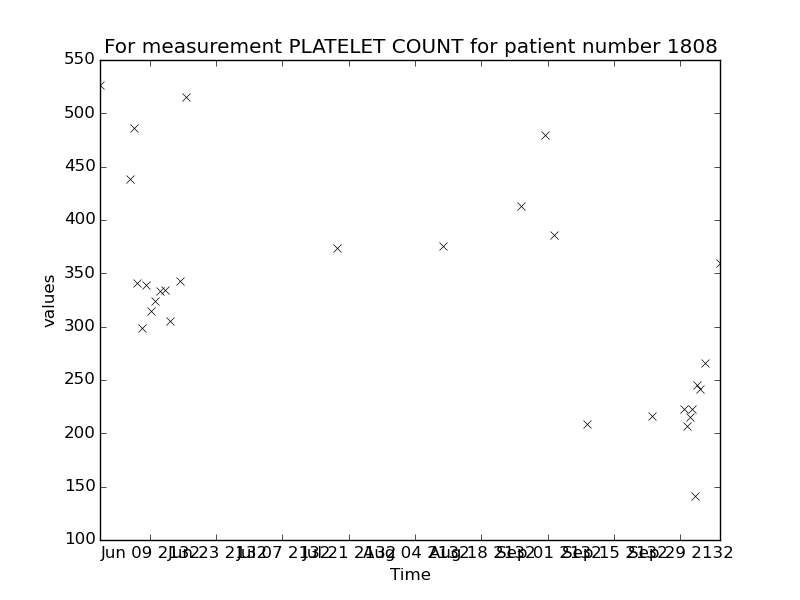 For measurement PLATELET COUNT for patient number 1808
550
500
450
400
350
300
250
200
150
100
values
Jun 09 2132 Jun 23 2132 Jul 07 2132 Jul 21 2132 Aug 04 2132 Aug 18 2132 Sep 01 2132 Sep 15 2132 Sep 29 2132
Time